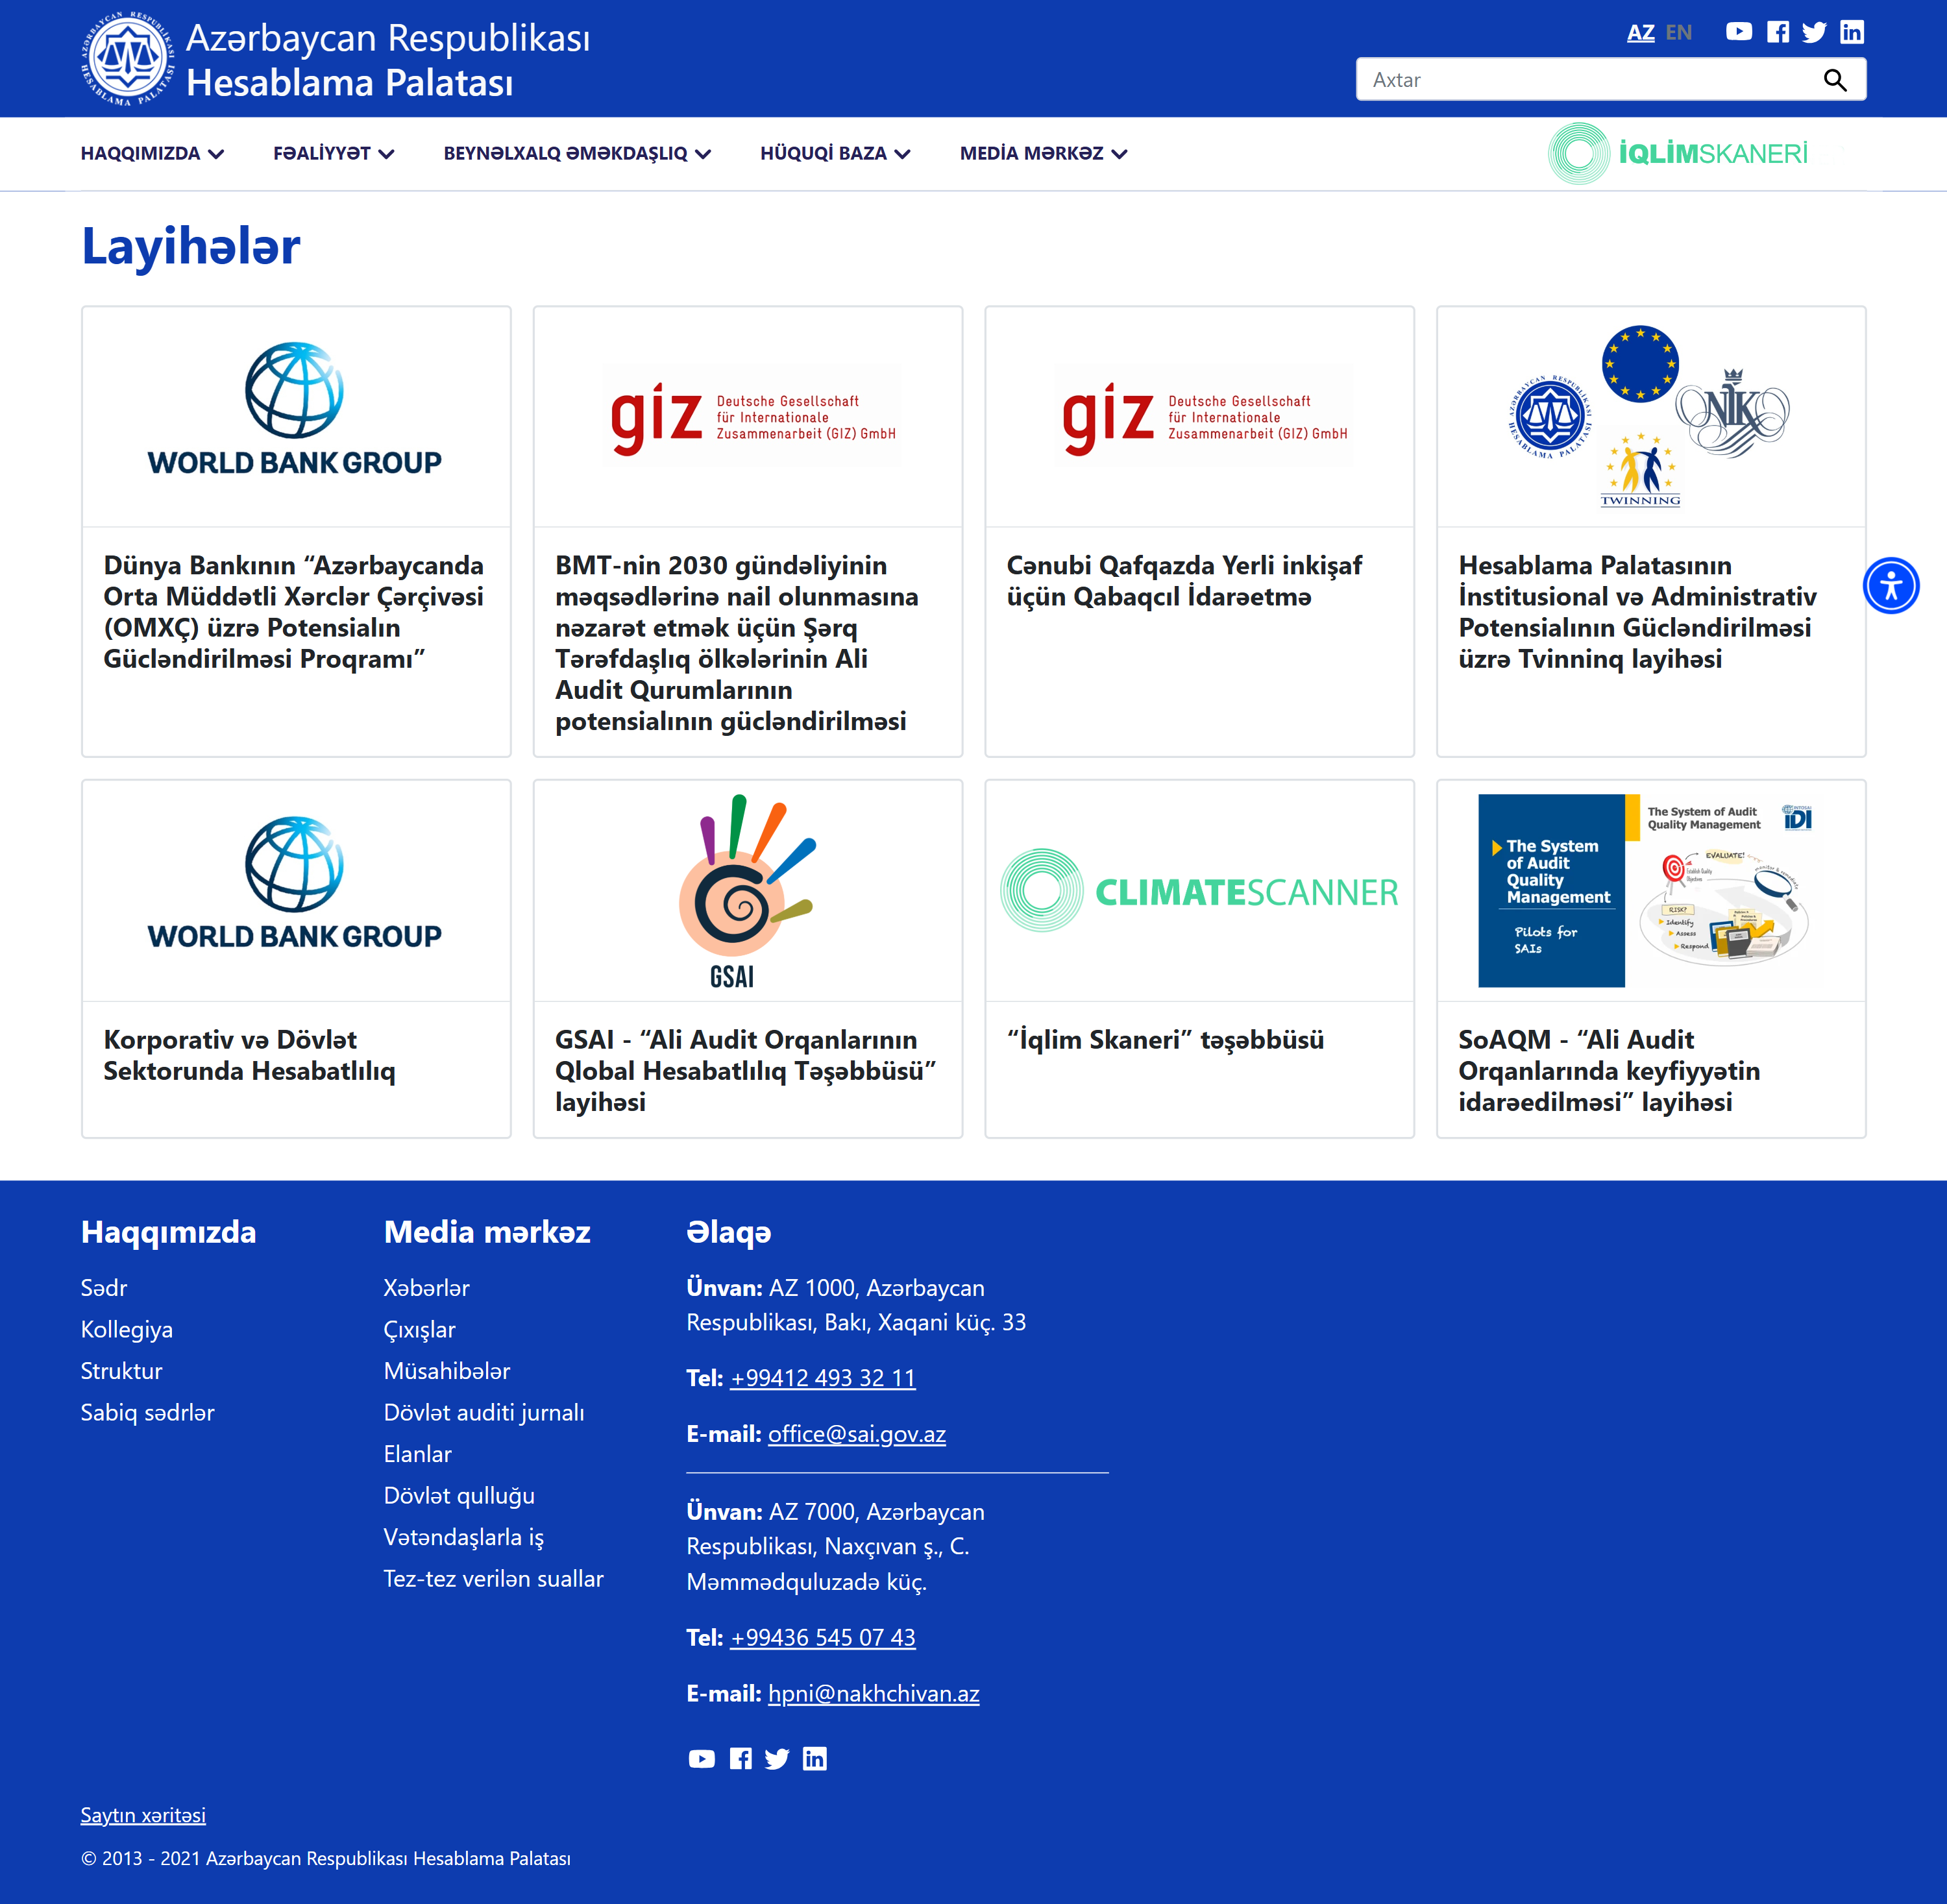 Azərbaycan Respublikası
Hesablama Palatası
AZ EN
Axtar
HAQQIMIZDA
FƏALİYYƏT
BEYNƏLXALQ ƏMƏKDAŞLIQ
HÜQUQİ BAZA
MEDİA MƏRKƏZ
İQLİMSKANERİ
Layihələr
WORLD BANK GROUP
Dünya Bankının “Azərbaycanda
Orta Müddətli Xərclər Çərçivəsi
(OMXÇ) üzrə Potensialın
Gücləndirilməsi Proqramı”
giz
Deutsche Gesellschaft
für Internationale
Zusammenarbeit (GIZ) GmbH
BMT-nin 2030 gündəliyinin
məqsədlərinə nail olunmasına
nəzarət etmək üçün Şərq
Tərəfdaşlıq ölkələrinin Ali
Audit Qurumlarının
potensialının gücləndirilməsi
giz
Deutsche Gesellschaft
für Internationale
Zusammenarbeit (GIZ) GmbH
Cənubi Qafqazda Yerli inkişaf
üçün Qabaqcıl İdarəetmə
AZƏRBAYCAN RESPUBLİKASI
HESABLAMA PALATASI
NIK
TWINNING
Hesablama Palatasının
İnstitusional və Administrativ
Potensialının Gücləndirilməsi
üzrə Tvinninq layihəsi
WORLD BANK GROUP
Korporativ və Dövlət
Sektorunda Hesabatlılıq
GSAI
GSAI - “Ali Audit Orqanlarının
Qlobal Hesabatlılıq Təşəbbüsü”
layihəsi
CLIMATESCANNER
“İqlim Skaneri” təşəbbüsü
The System
of Audit
Quality
Management
Pilots for
SAIs
The System of Audit
Quality Management
IDI
EVALUATE!
Establish Quality
Objectives
RISK?
Identify
Assess
Respond
SoAQM - “Ali Audit
Orqanlarında keyfiyyətin
idarəedilməsi” layihəsi
Haqqımızda
Sədr
Kollegiya
Struktur
Sabiq sədrlər
Media mərkəz
Xəbərlər
Çıxışlar
Müsahibələr
Dövlət auditi jurnalı
Elanlar
Dövlət qulluğu
Vətəndaşlarla iş
Tez-tez verilən suallar
Əlaqə
Ünvan: AZ 1000, Azərbaycan
Respublikası, Bakı, Xaqani küç. 33
Tel: +99412 493 32 11
E-mail: office@sai.gov.az
Ünvan: AZ 7000, Azərbaycan
Respublikası, Naxçıvan ş., C.
Məmmədquluzadə küç.
Tel: +99436 545 07 43
E-mail: hpni@nakhchivan.az
Saytın xəritəsi
© 2013 - 2021 Azərbaycan Respublikası Hesablama Palatası